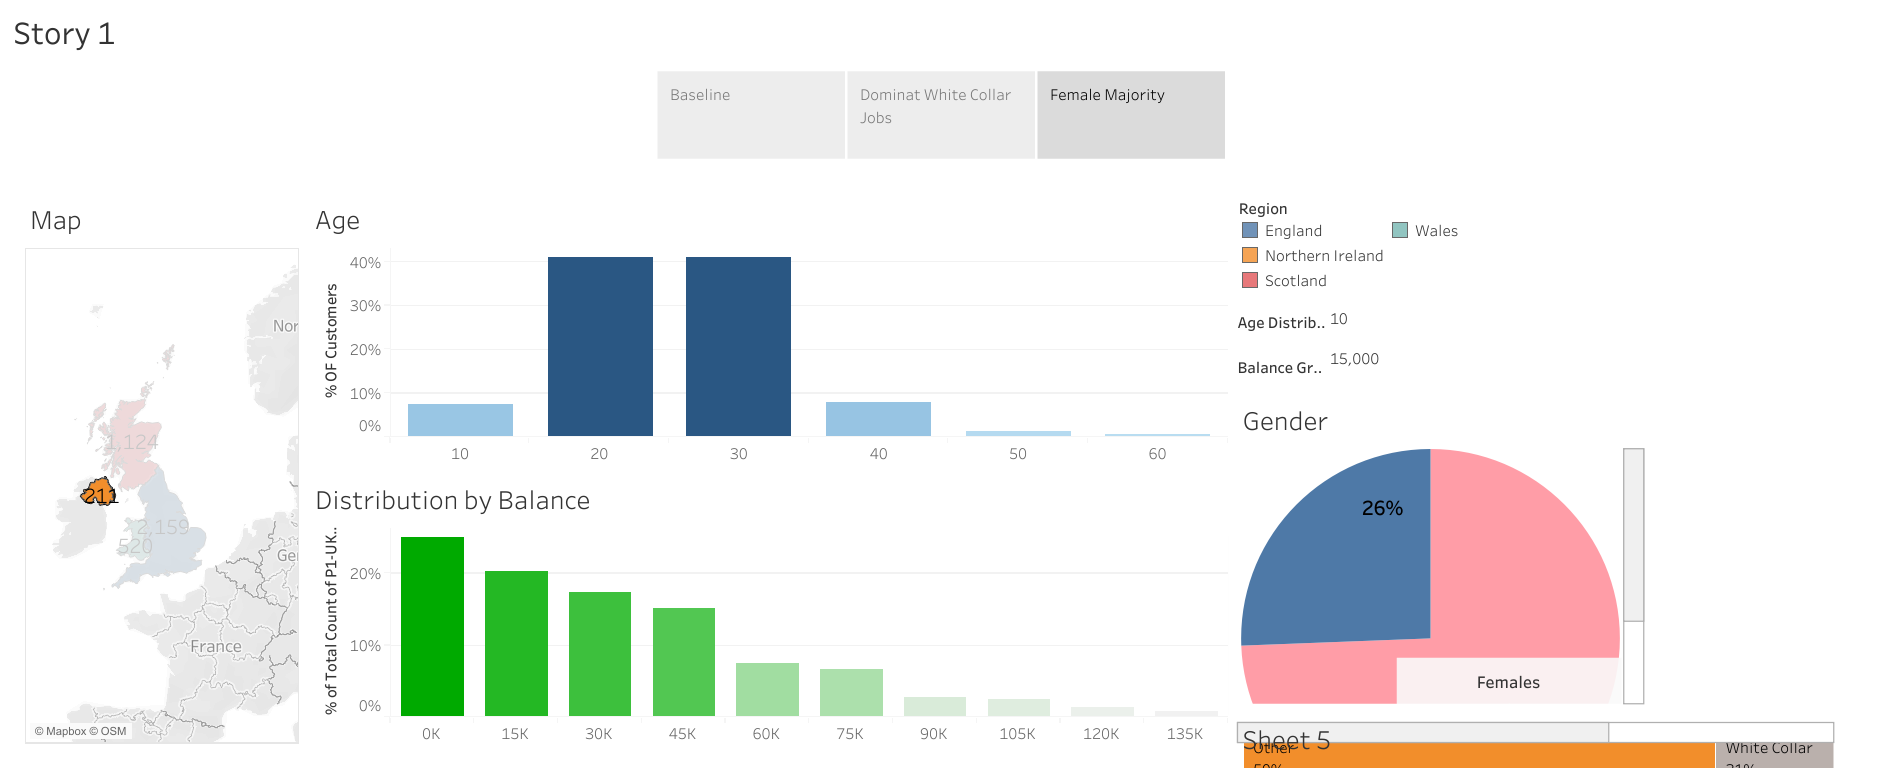 Story 1
Baseline
Dominat White Collar
Jobs
Female Majority
Map
Nor
1,124
211
2,159
520
Ger
France
© Mapbox © OSM
Age
% OF Customers
40%
30%
20%
10%
0%
10
20
30
40
50
60
Distribution by Balance
% of Total Count of P1-UK..
20%
10%
0%
0K
15K
30K
45K
60K
75K
90K
105K
120K
135K
Region
England
Wales
Northern Ireland
Scotland
Age Distrib.. 10
Balance Gr.. 15,000
Gender
26%
Females
Sheet 5
Other
White Collar